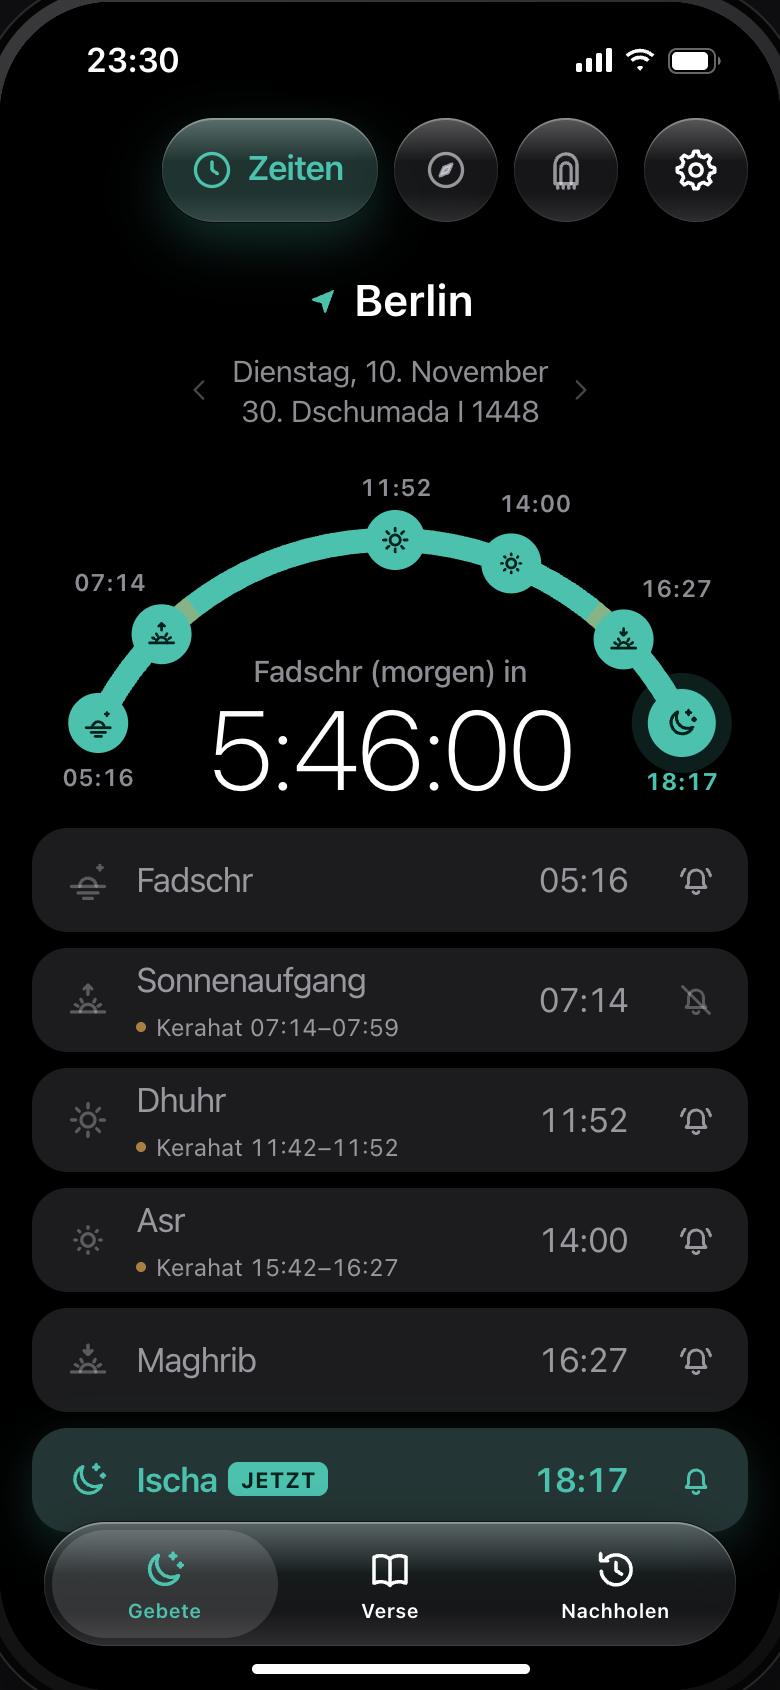 23:30
Zeiten
Berlin
Dienstag, 10. November
30. Dschumada I 1448
11:52
14:00
07:14
16:27
Fadschr (morgen) in
5:46:00
05:16
18:17
Fadschr 05:16
Sonnenaufgang 07:14
Kerahat 07:14–07:59
Dhuhr 11:52
Kerahat 11:42–11:52
Asr 14:00
Kerahat 15:42–16:27
Maghrib 16:27
Ischa JETZT 18:17
Gebete Verse Nachholen